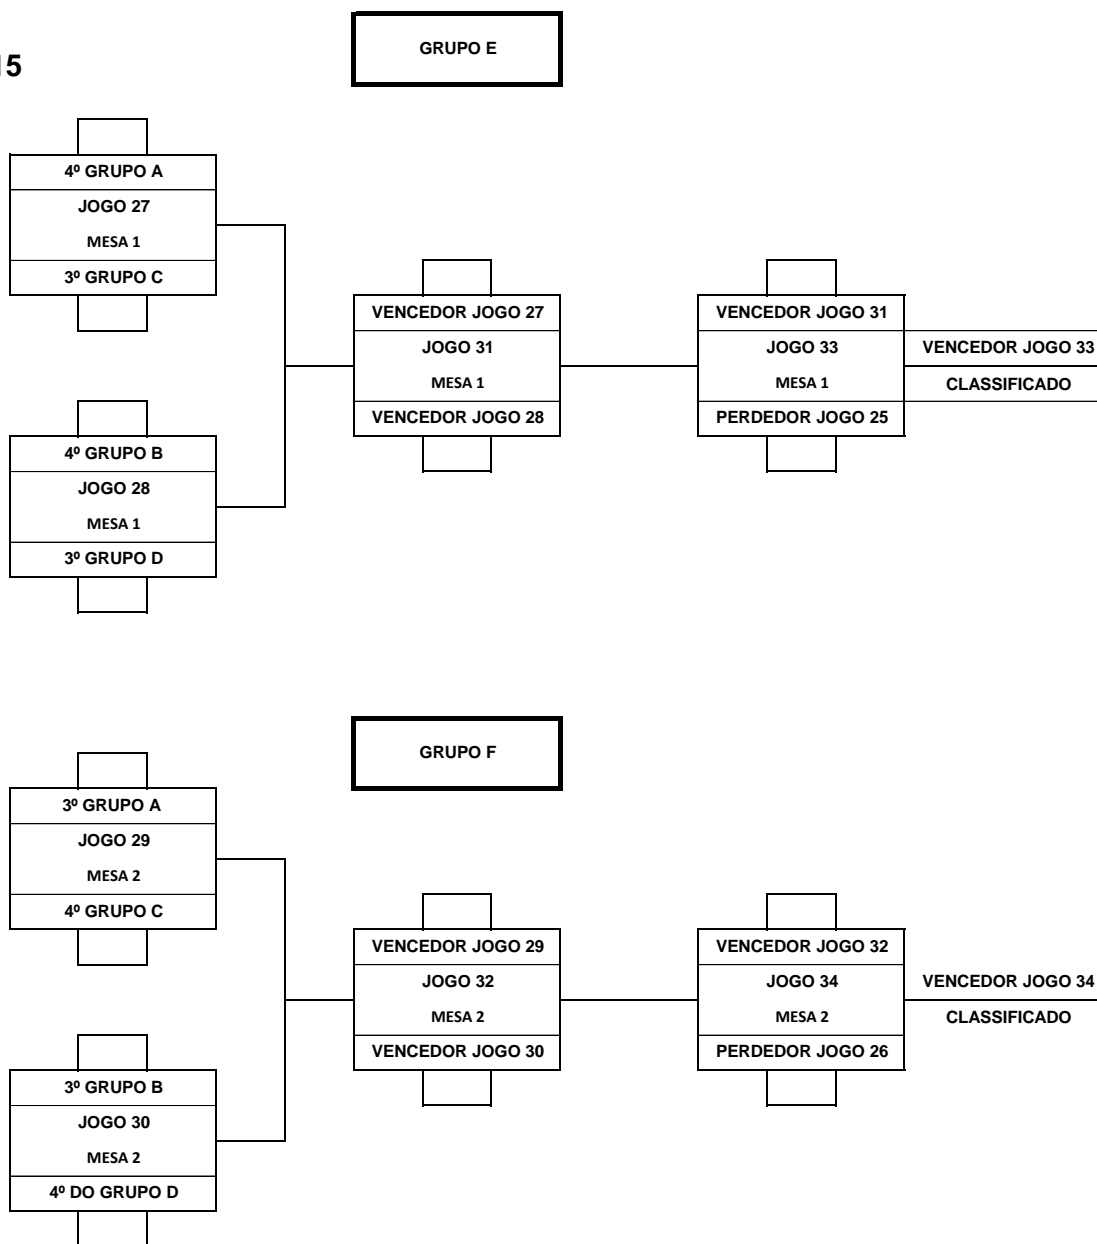 GRUPO E
15
4º GRUPO A
JOGO 27
MESA 1
3º GRUPO C
VENCEDOR JOGO 27
JOGO 31
MESA 1
VENCEDOR JOGO 28
VENCEDOR JOGO 31
JOGO 33
MESA 1
PERDEDOR JOGO 25
VENCEDOR JOGO 33
CLASSIFICADO
4º GRUPO B
JOGO 28
MESA 1
3º GRUPO D
GRUPO F
3º GRUPO A
JOGO 29
MESA 2
4º GRUPO C
VENCEDOR JOGO 29
JOGO 32
MESA 2
VENCEDOR JOGO 30
VENCEDOR JOGO 32
JOGO 34
MESA 2
PERDEDOR JOGO 26
VENCEDOR JOGO 34
CLASSIFICADO
3º GRUPO B
JOGO 30
MESA 2
4º DO GRUPO D